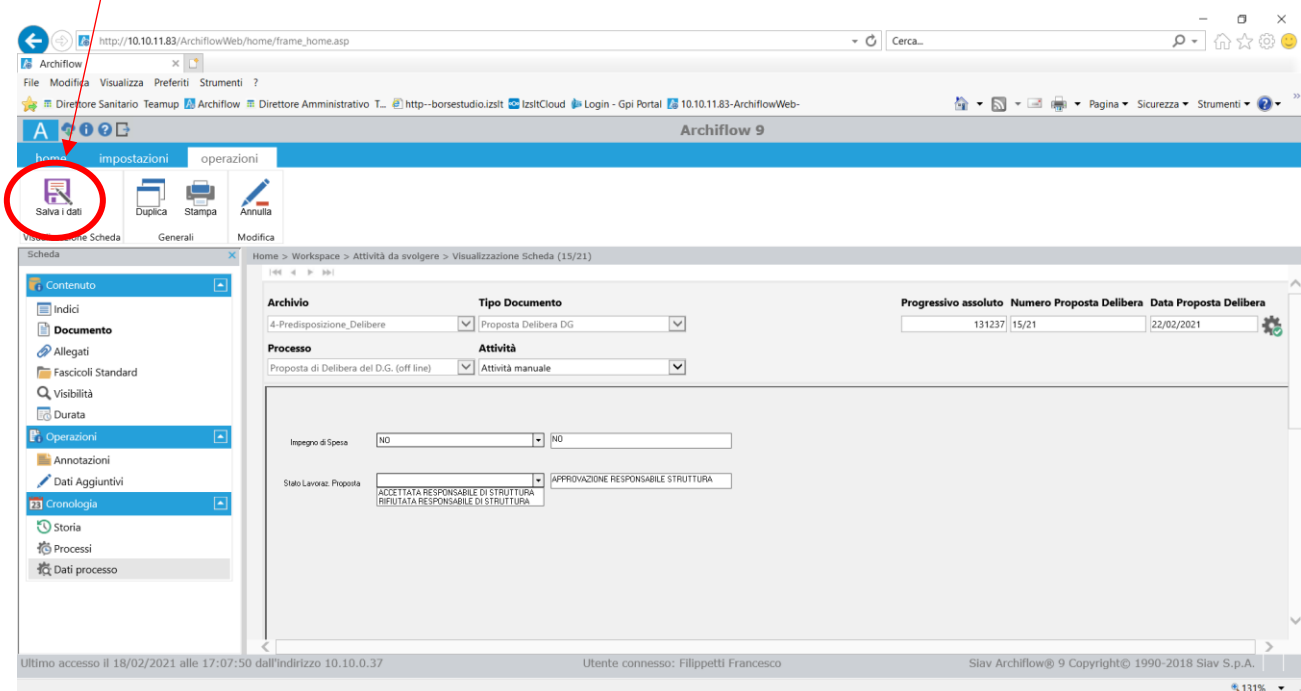 http://10.10.11.83/ArchiflowWeb/home/frame_home.asp
Cerca...
Archiflow
File Modifica Visualizza Preferiti Strumenti ?
Direttore Sanitario Teamup Archiflow Direttore Amministrativo T... http--borsestudio.izslt IzsltCloud Login - Gpi Portal 10.10.11.83-ArchiflowWeb- Pagina Sicurezza Strumenti
A Archiflow 9
home impostazioni operazioni
Salva i dati Duplica Stampa Annulla
Visualizzazione Scheda Generali Modifica
Scheda
Home > Workspace > Attività da svolgere > Visualizzazione Scheda (15/21)
Contenuto
Indici
Documento
Allegati
Fascicoli Standard
Visibilità
Durata
Operazioni
Annotazioni
Dati Aggiuntivi
23 Cronologia
Storia
Processi
Dati processo
Archivio Tipo Documento Progressivo assoluto Numero Proposta Delibera Data Proposta Delibera
4-Predisposizione_Delibere Proposta Delibera DG 131237 15/21 22/02/2021
Processo Attività
Proposta di Delibera del D.G. (off line) Attività manuale
Impegno di Spesa NO NO
Stato Lavoraz. Proposta APPROVAZIONE RESPONSABILE STRUTTURA
ACCETTATA RESPONSABILE DI STRUTTURA
RIFIUTATA RESPONSABILE DI STRUTTURA
Ultimo accesso il 18/02/2021 alle 17:07:50 dall'indirizzo 10.10.0.37 Utente connesso: Filippetti Francesco Siav Archiflow® 9 Copyright© 1990-2018 Siav S.p.A.
131%